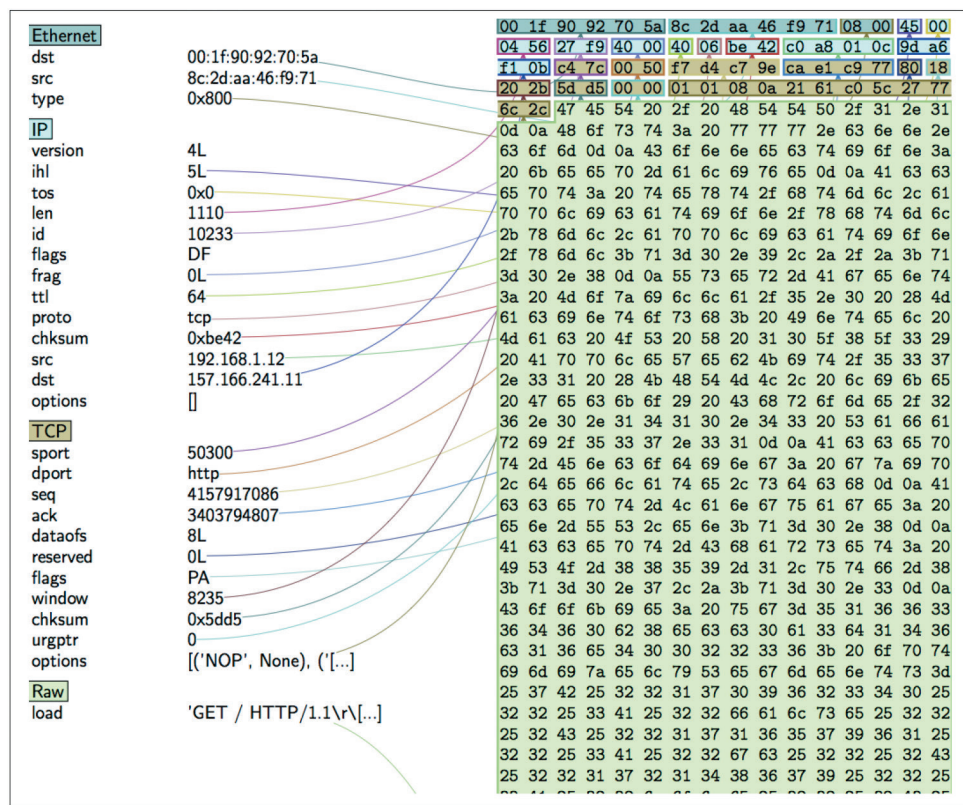 Ethernet
dst 00:1f:90:92:70:5a
src 8c:2d:aa:46:f9:71
type 0x800
IP
version 4L
ihl 5L
tos 0x0
len 1110
id 10233
flags DF
frag 0L
ttl 64
proto tcp
chksum 0xbe42
src 192.168.1.12
dst 157.166.241.11
options []
TCP
sport 50300
dport http
seq 4157917086
ack 3403794807
dataofs 8L
reserved 0L
flags PA
window 8235
chksum 0x5dd5
urgptr 0
options [('NOP', None), ('[...]
Raw
load 'GET / HTTP/1.1\r\[...]
00 1f 90 92 70 5a 8c 2d aa 46 f9 71 08 00 45 00
04 56 27 f9 40 00 40 06 be 42 c0 a8 01 0c 9d a6
f1 0b c4 7c 00 50 f7 d4 c7 9e ca e1 c9 77 80 18
20 2b 5d d5 00 00 01 01 08 0a 21 61 c0 5c 27 77
6c 2c 47 45 54 20 2f 20 48 54 54 50 2f 31 2e 31
0d 0a 48 6f 73 74 3a 20 77 77 77 2e 63 6e 6e 2e
63 6f 6d 0d 0a 43 6f 6e 6e 65 63 74 69 6f 6e 3a
20 6b 65 65 70 2d 61 6c 69 76 65 0d 0a 41 63 63
65 70 74 3a 20 74 65 78 74 2f 68 74 6d 6c 2c 61
70 70 6c 69 63 61 74 69 6f 6e 2f 78 68 74 6d 6c
2b 78 6d 6c 2c 61 70 70 6c 69 63 61 74 69 6f 6e
2f 78 6d 6c 3b 71 3d 30 2e 39 2c 2a 2f 2a 3b 71
3d 30 2e 38 0d 0a 55 73 65 72 2d 41 67 65 6e 74
3a 20 4d 6f 7a 69 6c 6c 61 2f 35 2e 30 20 28 4d
61 63 69 6e 74 6f 73 68 3b 20 49 6e 74 65 6c 20
4d 61 63 20 4f 53 20 58 20 31 30 5f 38 5f 33 29
20 41 70 70 6c 65 57 65 62 4b 69 74 2f 35 33 37
2e 33 31 20 28 4b 48 54 4d 4c 2c 20 6c 69 6b 65
20 47 65 63 6b 6f 29 20 43 68 72 6f 6d 65 2f 32
36 2e 30 2e 31 34 31 30 2e 34 33 20 53 61 66 61
72 69 2f 35 33 37 2e 33 31 0d 0a 41 63 63 65 70
74 2d 45 6e 63 6f 64 69 6e 67 3a 20 67 7a 69 70
2c 64 65 66 6c 61 74 65 2c 73 64 63 68 0d 0a 41
63 63 65 70 74 2d 4c 61 6e 67 75 61 67 65 3a 20
65 6e 2d 55 53 2c 65 6e 3b 71 3d 30 2e 38 0d 0a
41 63 63 65 70 74 2d 43 68 61 72 73 65 74 3a 20
49 53 4f 2d 38 38 35 39 2d 31 2c 75 74 66 2d 38
3b 71 3d 30 2e 37 2c 2a 3b 71 3d 30 2e 33 0d 0a
43 6f 6f 6b 69 65 3a 20 75 67 3d 35 31 36 36 33
36 34 36 30 62 38 65 63 63 30 61 33 64 31 34 36
63 31 36 65 34 30 30 32 32 33 36 3b 20 6f 70 74
69 6d 69 7a 65 6c 79 53 65 67 6d 65 6e 74 73 3d
25 37 42 25 32 32 31 37 30 39 36 32 33 34 30 25
32 32 25 33 41 25 32 32 66 61 6c 73 65 25 32 32
25 32 43 25 32 32 31 37 31 36 35 37 39 36 31 25
32 32 25 33 41 25 32 32 67 63 25 32 32 25 32 43
25 32 32 31 37 32 31 34 38 36 37 39 25 32 32 25